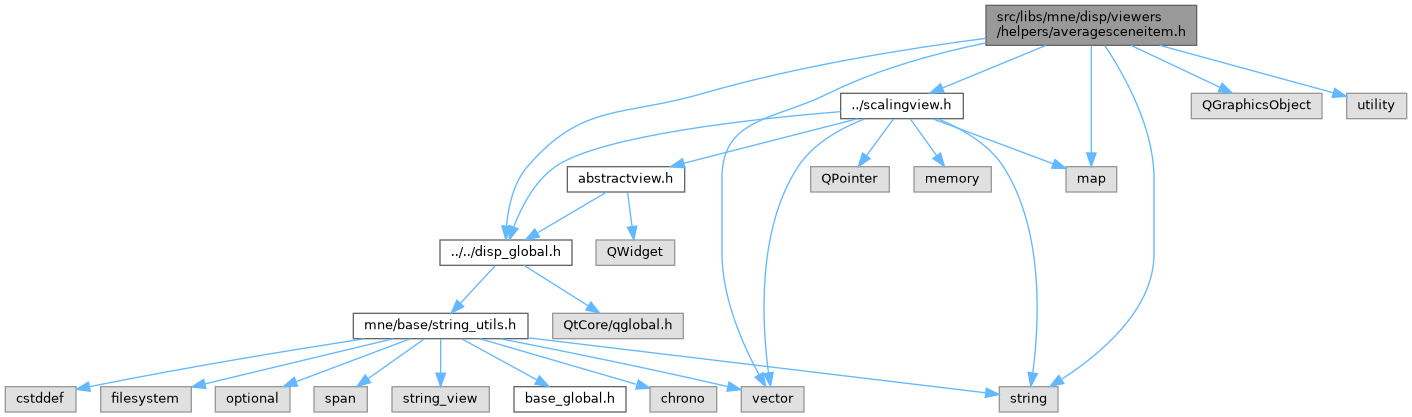 src/libs/mne/disp/viewers
/helpers/averagesceneitem.h
../scalingview.h
QGraphicsObject
utility
abstractview.h
QPointer
memory
map
../../disp_global.h
QWidget
mne/base/string_utils.h
QtCore/qglobal.h
cstddef
filesystem
optional
span
string_view
base_global.h
chrono
vector
string